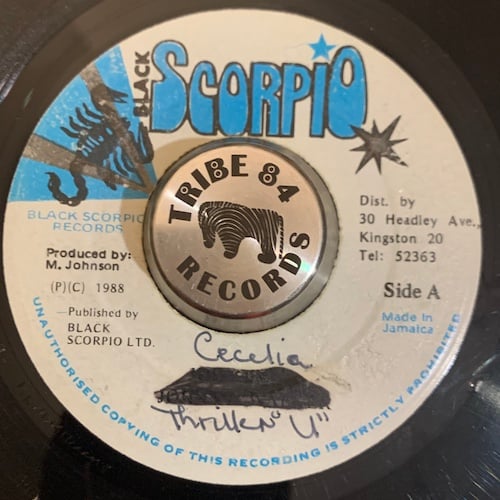 BLACK
SCORPIO
BLACK SCORPIO
RECORDS
TRIBE 84
RECORDS
Dist. by
30 Headley Ave.,
Kingston 20
Tel: 52363
Produced by:
M. Johnson
(P)(C) 1988
Side A
—Published by
BLACK
SCORPIO LTD.
Made In
Jamaica
Cecelia
Thriller "U"
UNAUTHORISED COPYING OF THIS RECORDING IS STRICTLY PROHIBITED